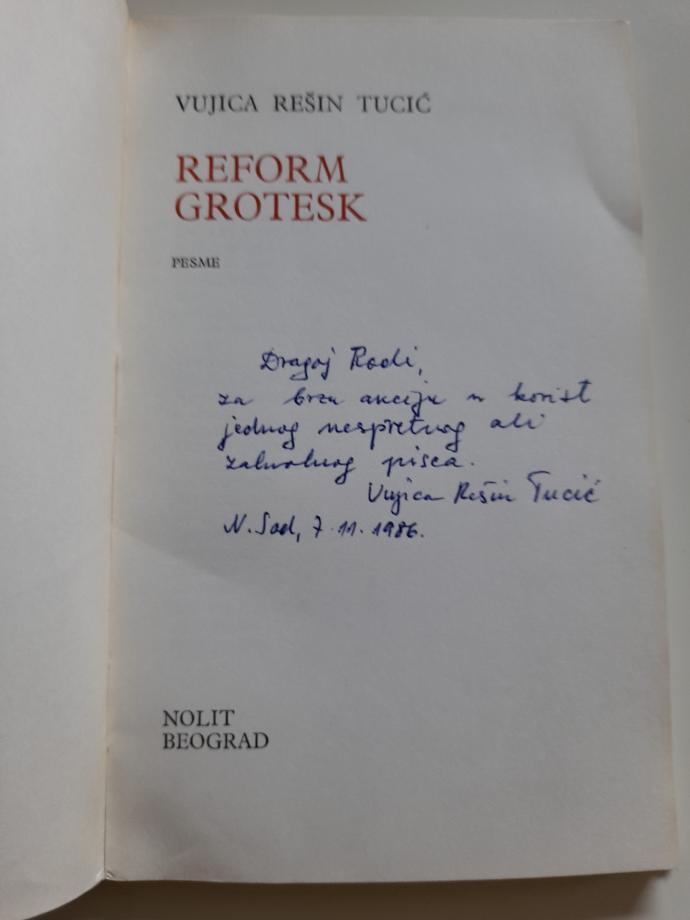 VUJICA REŠIN TUCIĆ
REFORM
GROTESK
PESME
Dragoj Radi,
za brzu akciju u korist
jednog nespretnog ali
zahvalnog pisca.
Vujica Rešin Tucić
N. Sad, 7.11.1986.
NOLIT
BEOGRAD